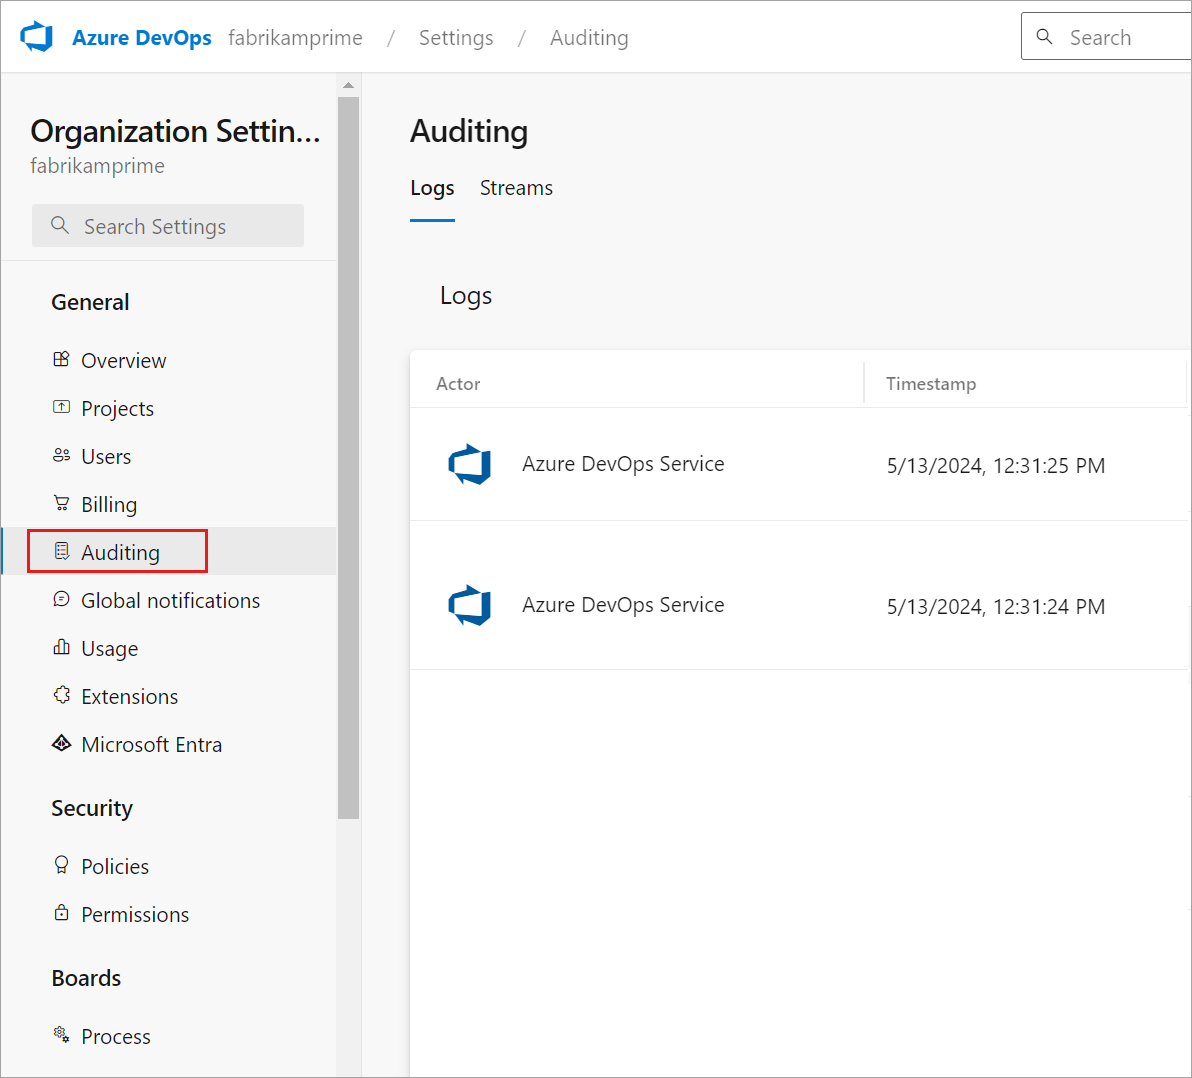 Azure DevOps fabrikamprime / Settings / Auditing Search
Organization Settin...
fabrikamprime
Search Settings
General
Overview
Projects
Users
Billing
Auditing
Global notifications
Usage
Extensions
Microsoft Entra
Security
Policies
Permissions
Boards
Process
Auditing
Logs Streams
Logs
Actor Timestamp
Azure DevOps Service 5/13/2024, 12:31:25 PM
Azure DevOps Service 5/13/2024, 12:31:24 PM